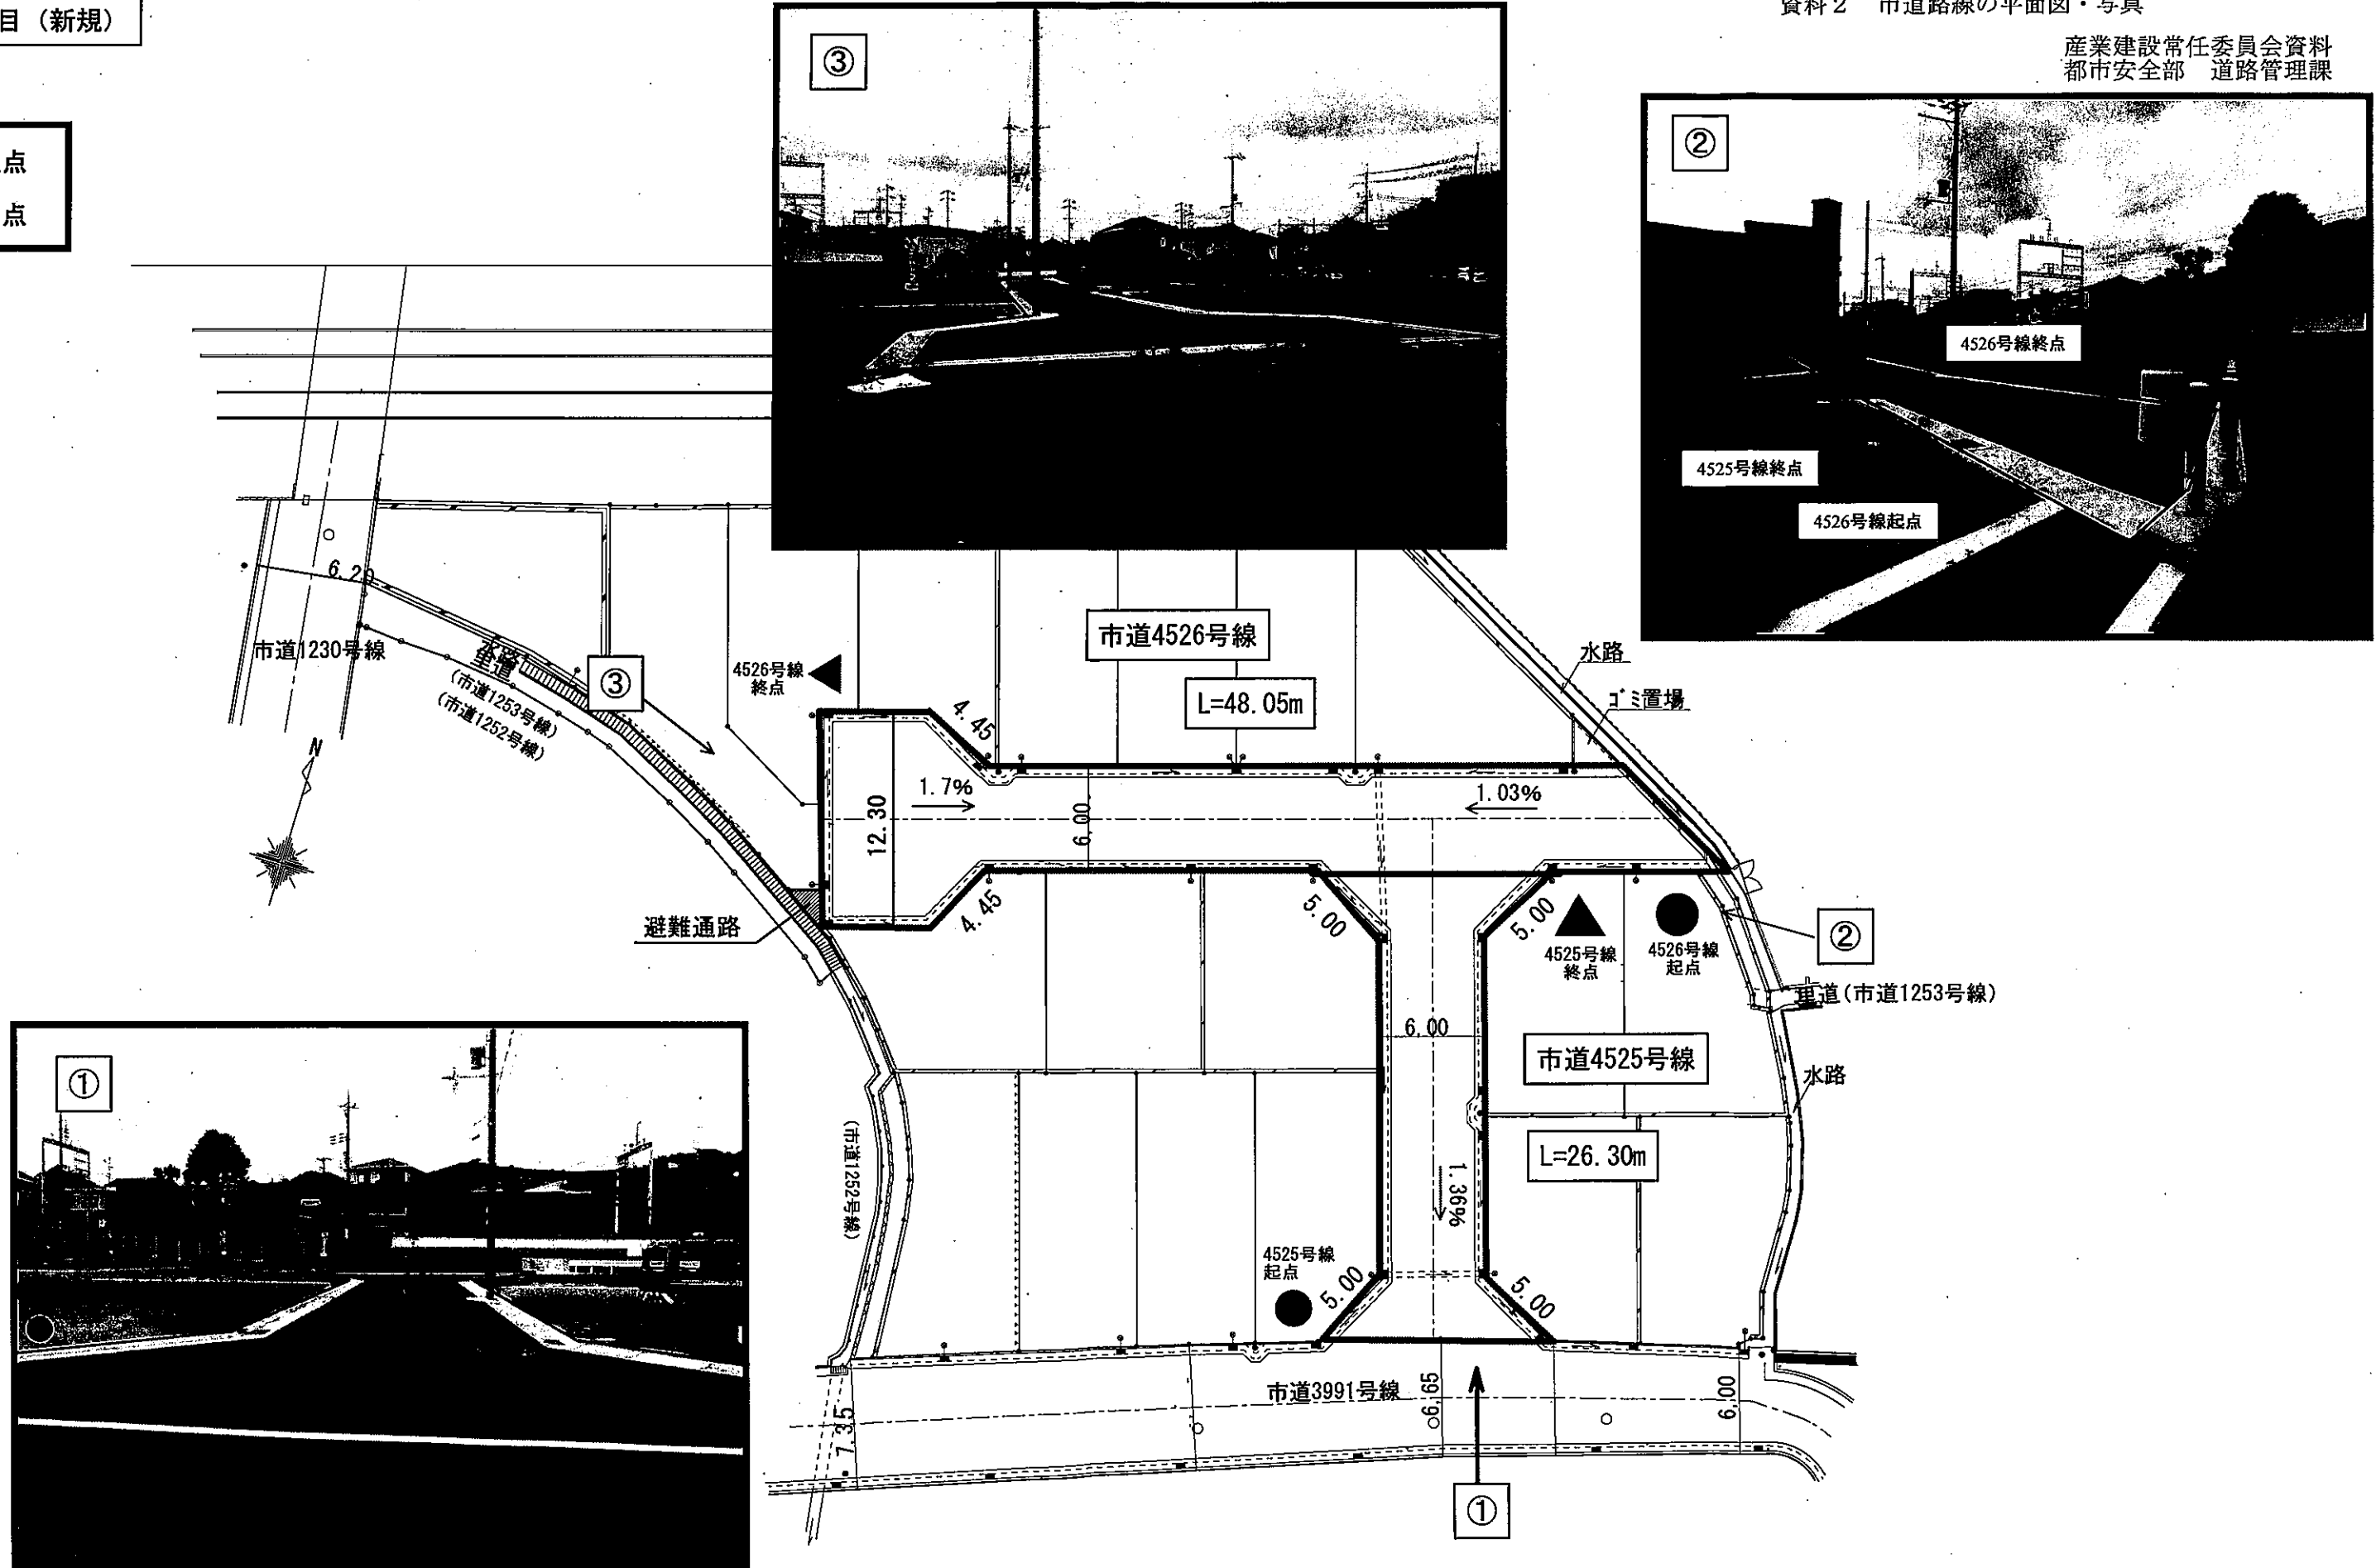 目（新規）
資料２　市道路線の平面図・写真
産業建設常任委員会資料
都市安全部　道路管理課
点
点
③
②
4526号線終点
4525号線終点
4526号線起点
6.20
市道1230号線
水路
里道
(市道1253号線)
(市道1252号線)
③
N
4526号線
終点
市道4526号線
L=48.05m
水路
ゴミ置場
4.45
1.7%
12.30
6.00
1.03%
4.45
避難通路
5.00
5.00
4525号線
終点
4526号線
起点
②
里道(市道1253号線)
6.00
市道4525号線
水路
L=26.30m
1.36%
(市道1252号線)
①
4525号線
起点
5.00
5.00
市道3991号線
7.35
6.65
6.00
①